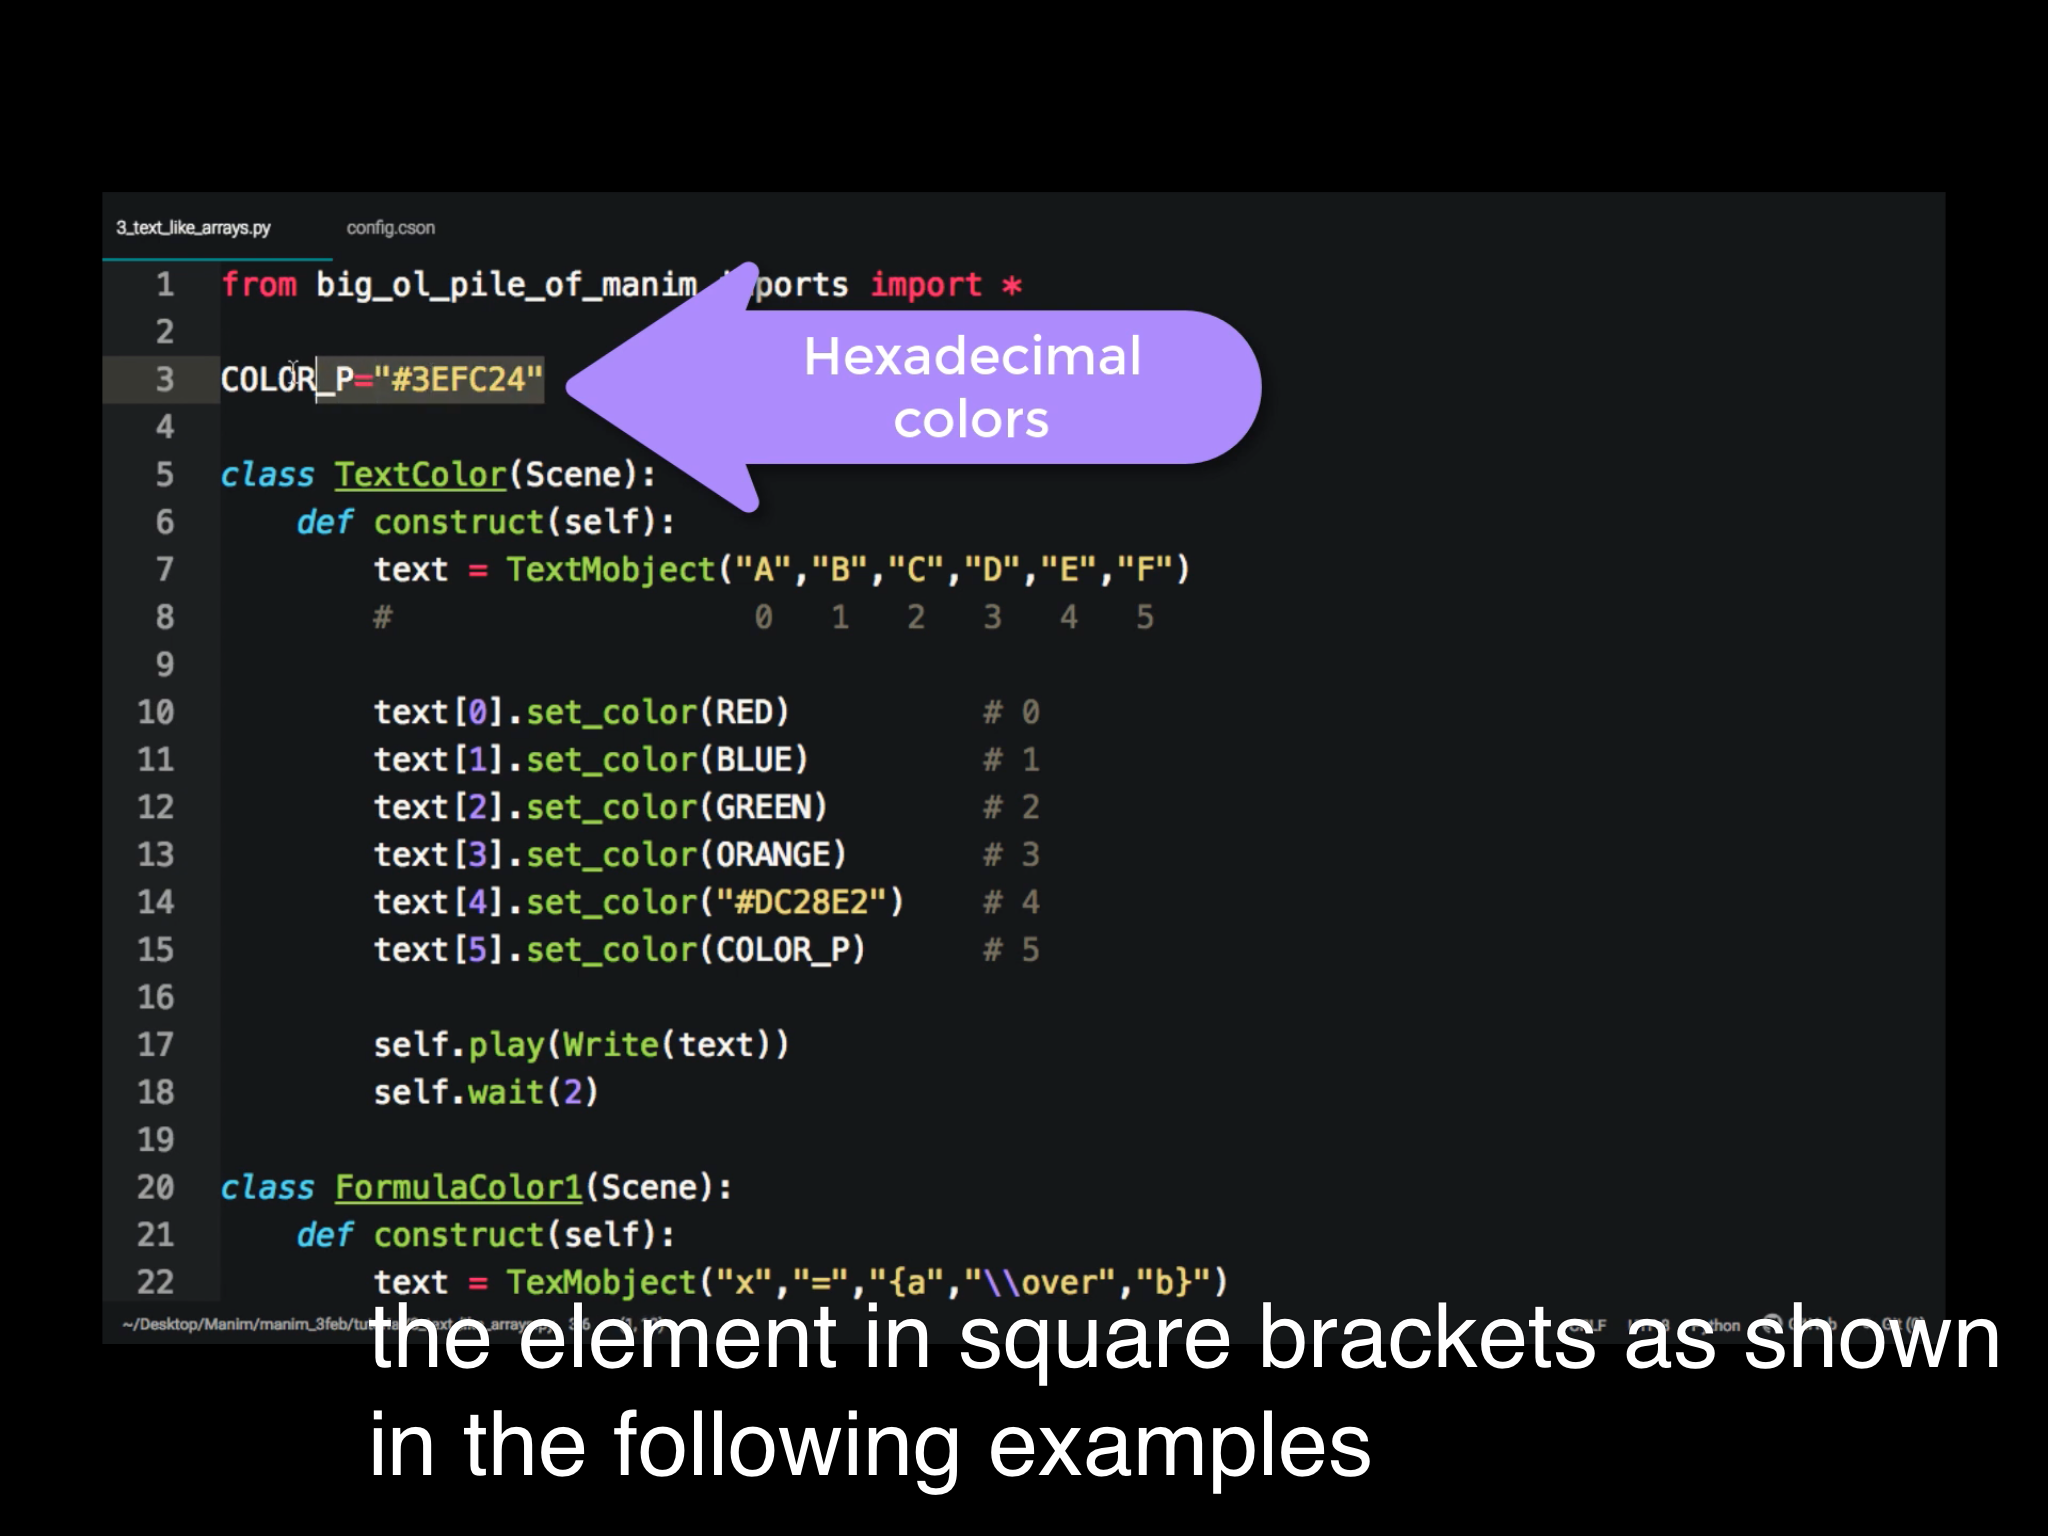 3_text_like_arrays.py config.cson
1 from big_ol_pile_of_manim_ ports import *
2
3 COLOR_P="#3EFC24"
Hexadecimal
colors
4
5 class TextColor(Scene):
6 def construct(self):
7 text = TextMobject("A","B","C","D","E","F")
8 # 0 1 2 3 4 5
9
10 text[0].set_color(RED) # 0
11 text[1].set_color(BLUE) # 1
12 text[2].set_color(GREEN) # 2
13 text[3].set_color(ORANGE) # 3
14 text[4].set_color("#DC28E2") # 4
15 text[5].set_color(COLOR_P) # 5
16
17 self.play(Write(text))
18 self.wait(2)
19
20 class FormulaColor1(Scene):
21 def construct(self):
22 text = TexMobject("x","=","{a","\\over","b}")
~/Desktop/Manim/manim_3feb/
the element in square brackets as shown
in the following examples